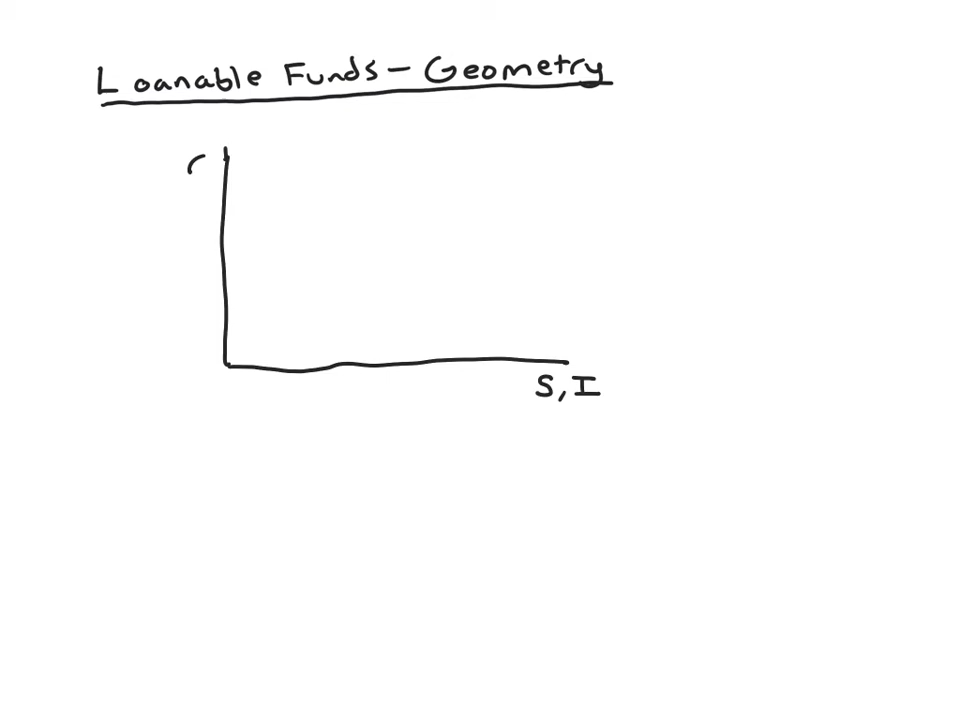 Loanable Funds – Geometry
r
S, I